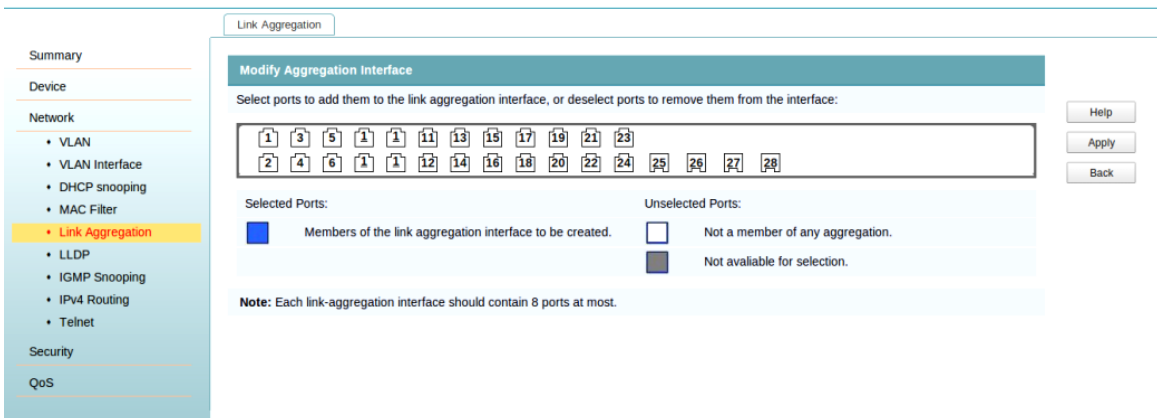 Link Aggregation
Summary
Device
Network
VLAN
VLAN Interface
DHCP snooping
MAC Filter
Link Aggregation
LLDP
IGMP Snooping
IPv4 Routing
Telnet
Security
QoS
Modify Aggregation Interface
Select ports to add them to the link aggregation interface, or deselect ports to remove them from the interface:
1 3 5 1 1 11 13 15 17 19 21 23
2 4 6 1 1 12 14 16 18 20 22 24 25 26 27 28
Selected Ports:
Members of the link aggregation interface to be created.
Unselected Ports:
Not a member of any aggregation.
Not avaliable for selection.
Note: Each link-aggregation interface should contain 8 ports at most.
Help
Apply
Back